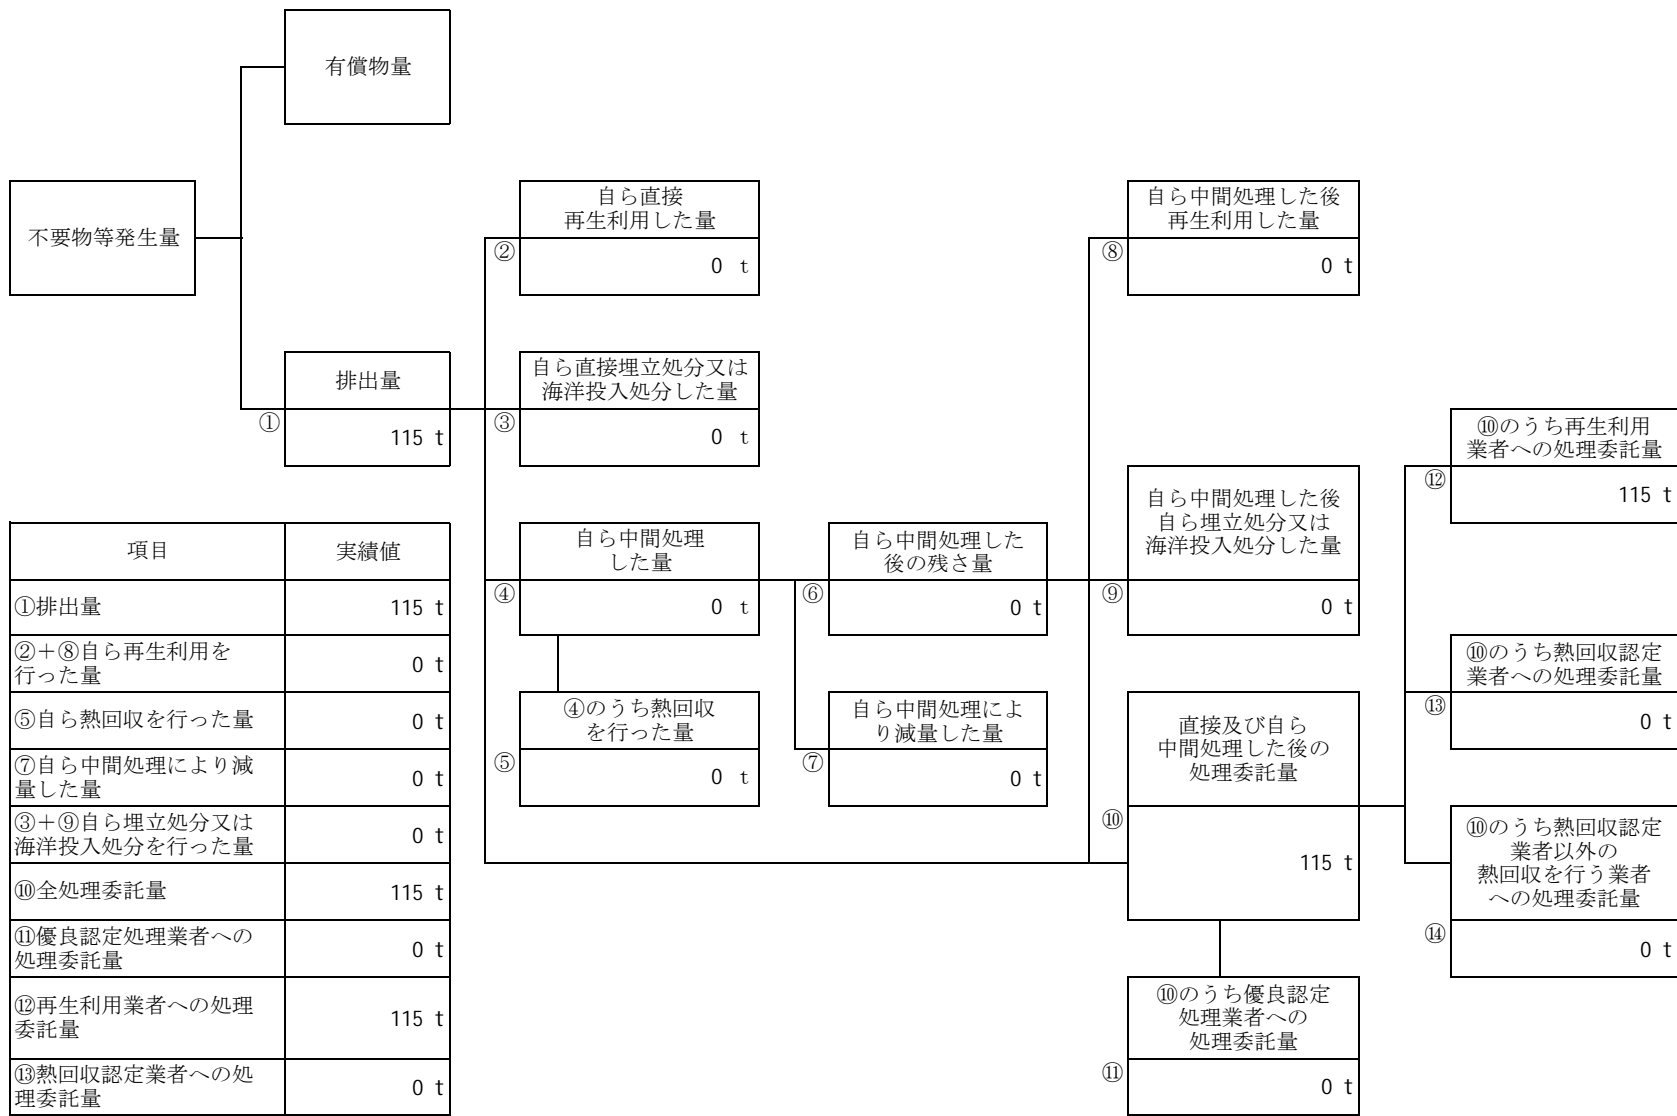 有償物量
不要物等発生量
自ら直接
再生利用した量
②
0 t
自ら中間処理した後
再生利用した量
⑧
0 t
排出量
①
115 t
自ら直接埋立処分又は
海洋投入処分した量
③
0 t
⑩のうち再生利用
業者への処理委託量
⑫
115 t
自ら中間処理した後
自ら埋立処分又は
海洋投入処分した量
⑨
0 t
自ら中間処理
した量
④
0 t
自ら中間処理した
後の残さ量
⑥
0 t
④のうち熱回収
を行った量
⑤
0 t
自ら中間処理によ
り減量した量
⑦
0 t
直接及び自ら
中間処理した後の
処理委託量
⑩
115 t
⑩のうち熱回収認定
業者への処理委託量
⑬
0 t
⑩のうち熱回収認定
業者以外の
熱回収を行う業者
への処理委託量
⑭
0 t
⑩のうち優良認定
処理業者への
処理委託量
⑪
0 t
項目 実績値
①排出量 115 t
②+⑧自ら再生利用を
行った量 0 t
⑤自ら熱回収を行った量 0 t
⑦自ら中間処理により減
量した量 0 t
③+⑨自ら埋立処分又は
海洋投入処分を行った量 0 t
⑩全処理委託量 115 t
⑪優良認定処理業者への
処理委託量 0 t
⑫再生利用業者への処理
委託量 115 t
⑬熱回収認定業者への処
理委託量 0 t